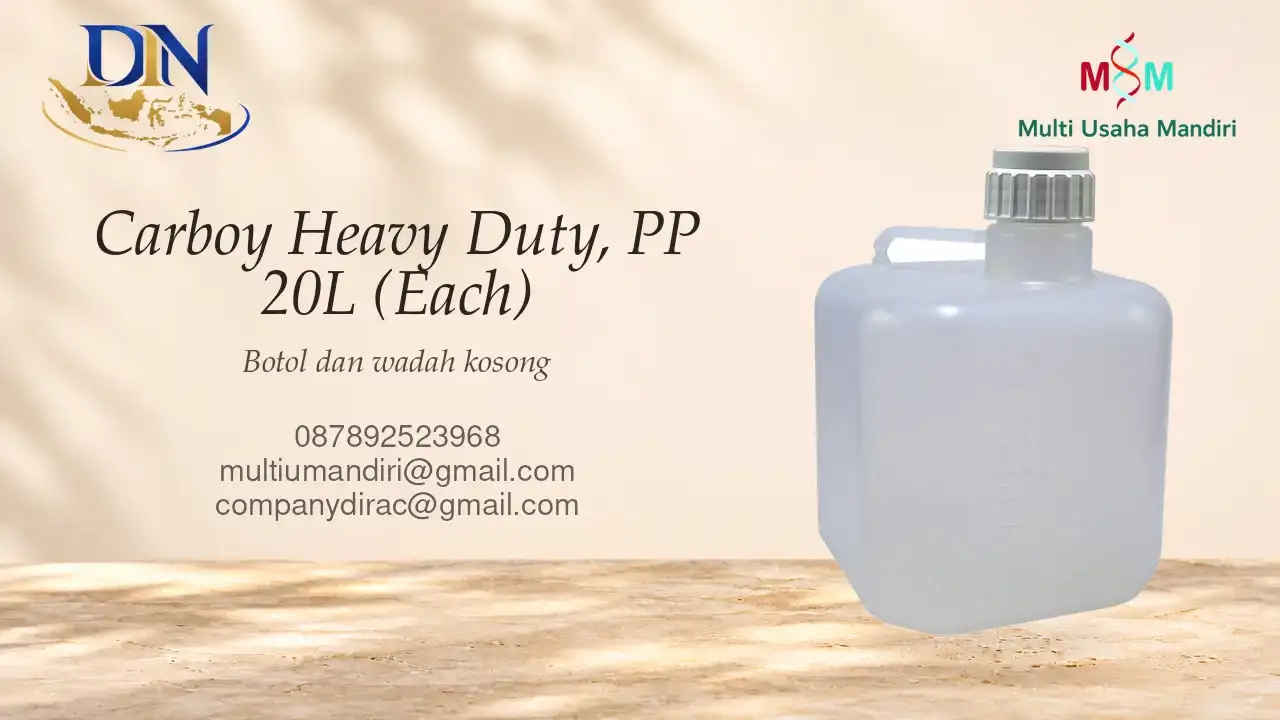 DN
M M
Multi Usaha Mandiri
Carboy Heavy Duty, PP
20L (Each)
Botol dan wadah kosong
087892523968
multiumandiri@gmail.com
companydirac@gmail.com